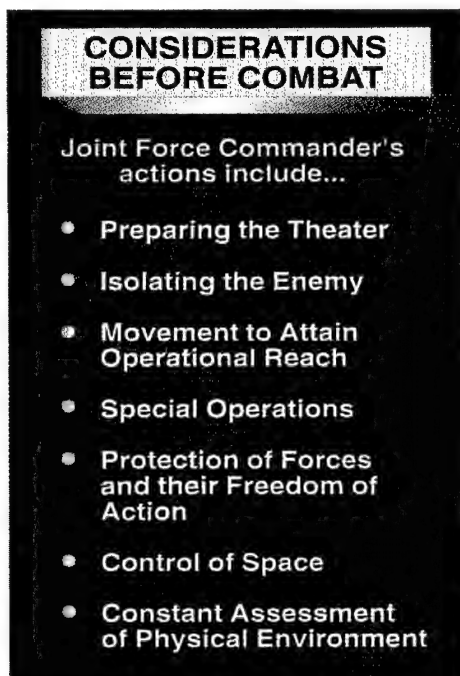 CONSIDERATIONS
BEFORE COMBAT
Joint Force Commander's
actions include...
• Preparing the Theater
• Isolating the Enemy
• Movement to Attain
Operational Reach
• Special Operations
• Protection of Forces
and their Freedom of
Action
• Control of Space
• Constant Assessment
of Physical Environment